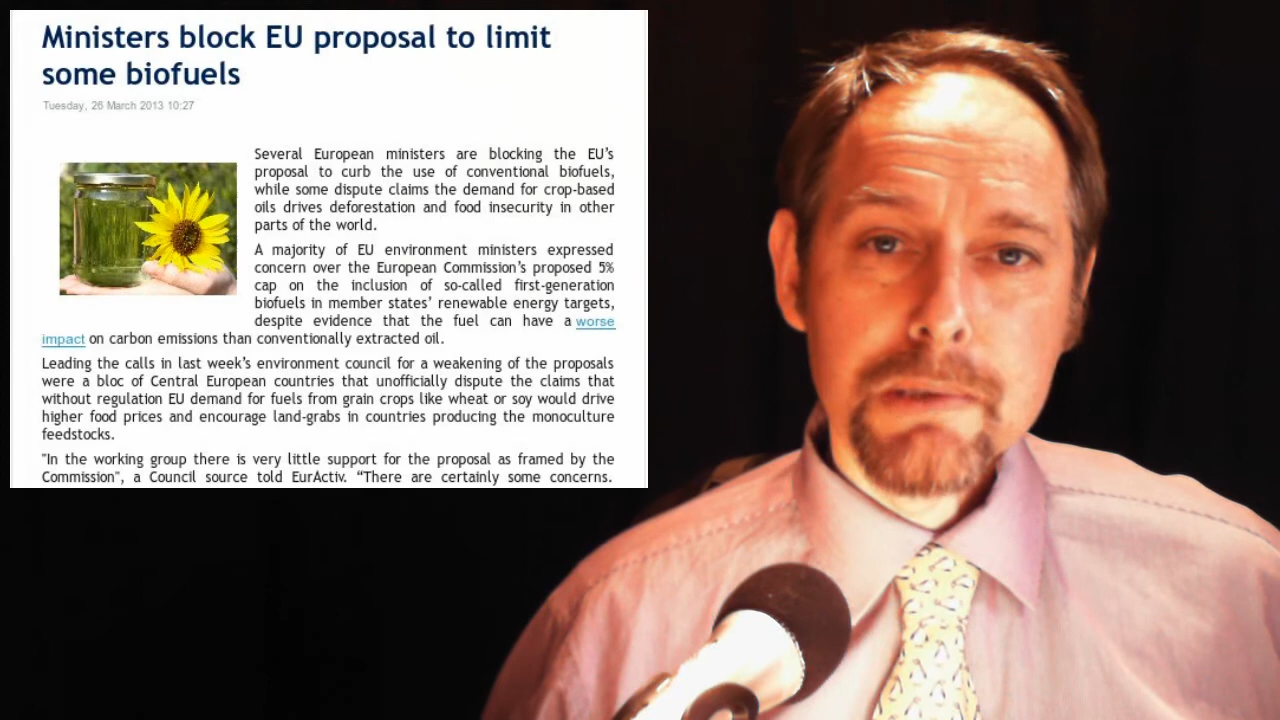 Ministers block EU proposal to limit
some biofuels
Tuesday, 26 March 2013 10:27
Several European ministers are blocking the EU's
proposal to curb the use of conventional biofuels,
while some dispute claims the demand for crop-based
oils drives deforestation and food insecurity in other
parts of the world.
A majority of EU environment ministers expressed
concern over the European Commission's proposed 5%
cap on the inclusion of so-called first-generation
biofuels in member states' renewable energy targets,
despite evidence that the fuel can have a worse
impact on carbon emissions than conventionally extracted oil.
Leading the calls in last week's environment council for a weakening of the proposals
were a bloc of Central European countries that unofficially dispute the claims that
without regulation EU demand for fuels from grain crops like wheat or soy would drive
higher food prices and encourage land-grabs in countries producing the monoculture
feedstocks.
"In the working group there is very little support for the proposal as framed by the
Commission", a Council source told EurActiv. “There are certainly some concerns.